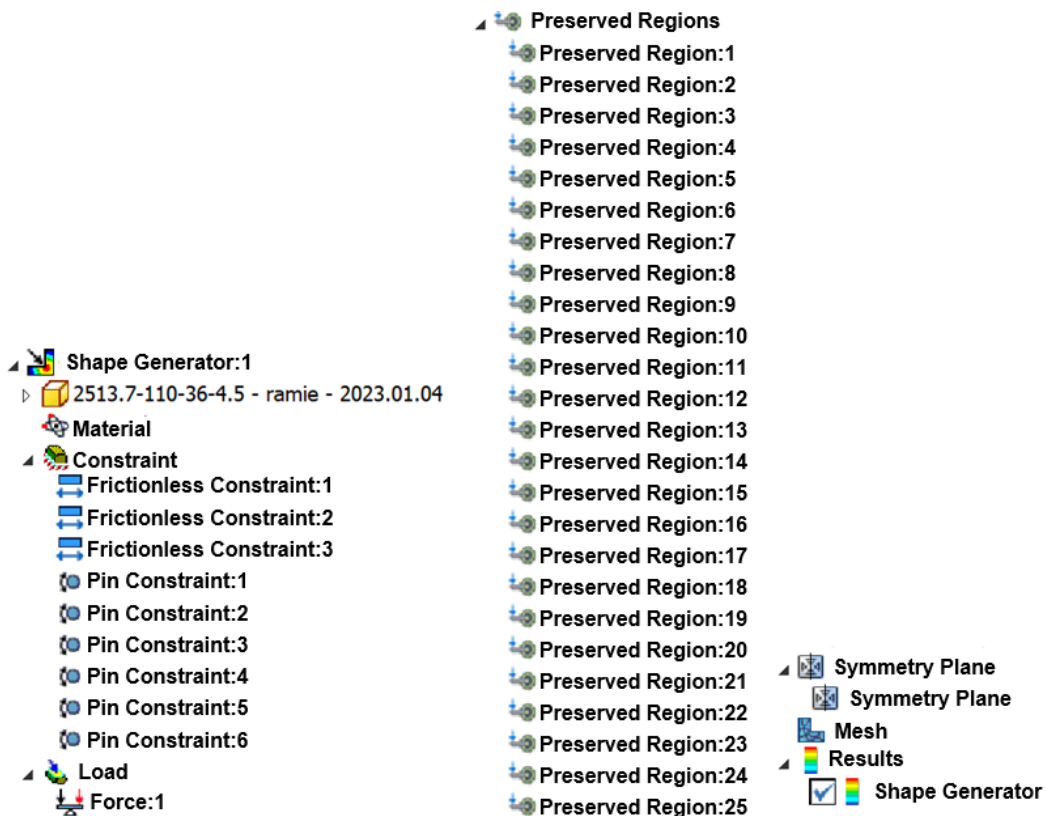 Shape Generator:1
2513.7-110-36-4.5 - ramie - 2023.01.04
Material
Constraint
Frictionless Constraint:1
Frictionless Constraint:2
Frictionless Constraint:3
Pin Constraint:1
Pin Constraint:2
Pin Constraint:3
Pin Constraint:4
Pin Constraint:5
Pin Constraint:6
Load
Force:1
Preserved Regions
Preserved Region:1
Preserved Region:2
Preserved Region:3
Preserved Region:4
Preserved Region:5
Preserved Region:6
Preserved Region:7
Preserved Region:8
Preserved Region:9
Preserved Region:10
Preserved Region:11
Preserved Region:12
Preserved Region:13
Preserved Region:14
Preserved Region:15
Preserved Region:16
Preserved Region:17
Preserved Region:18
Preserved Region:19
Preserved Region:20
Preserved Region:21
Preserved Region:22
Preserved Region:23
Preserved Region:24
Preserved Region:25
Symmetry Plane
Symmetry Plane
Mesh
Results
Shape Generator